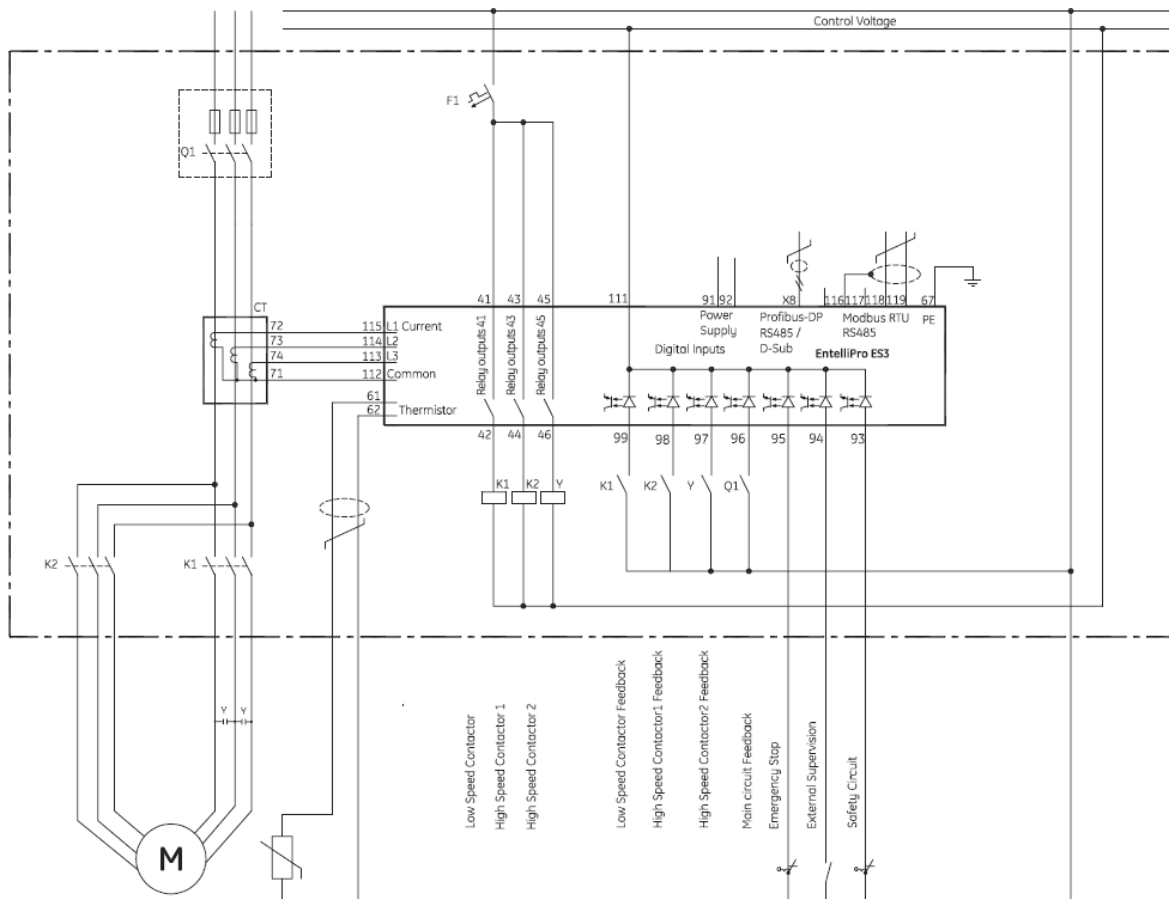 Control Voltage
F1
Q1
CT
72
73
74
71
115 L1 Current
114 L2
113 L3
112 Common
61
62 Thermistor
41 43 45 111 91 92 X8 116 117 118 119 67
Relay outputs 41
Relay outputs 43
Relay outputs 45
Power
Supply
Digital Inputs
Profibus-DP
RS485 /
D-Sub
Modbus RTU
RS485
PE
EntelliPro ES3
42 44 46 99 98 97 96 95 94 93
K1 K2 Y K1 K2 Y Q1
K2 K1
Y Y
M
Low Speed Contactor
High Speed Contactor 1
High Speed Contactor 2
Low Speed Contactor Feedback
High Speed Contactor1 Feedback
High Speed Contactor2 Feedback
Main circuit Feedback
Emergency Stop
External Supervision
Safety Circuit